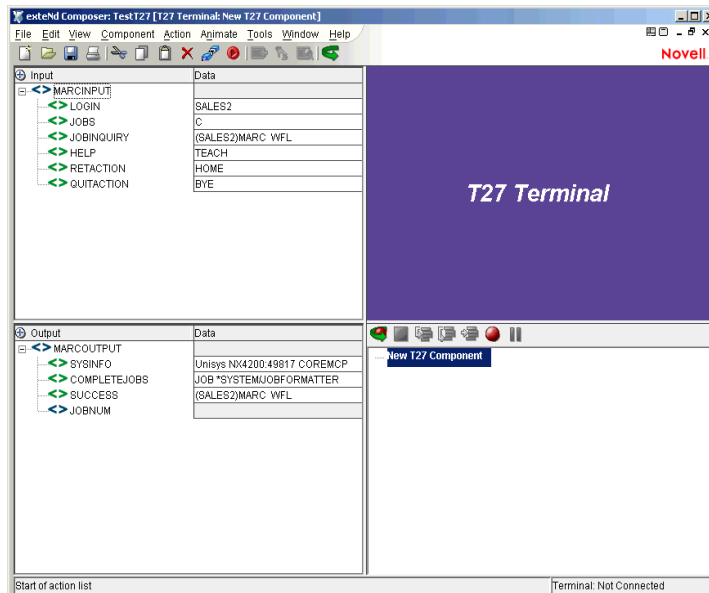 exteNd Composer: TestT27 [T27 Terminal: New T27 Component]
File Edit View Component Action Animate Tools Window Help
Novell
Input Data
MARCINPUT
LOGIN SALES2
JOBS C
JOBINQUIRY (SALES2)MARC WFL
HELP TEACH
RETACTION HOME
QUITACTION BYE
T27 Terminal
Output Data
MARCOUTPUT
SYSINFO Unisys NX4200:49817 COREMCP
COMPLETEJOBS JOB *SYSTEM/JOBFORMATTER
SUCCESS (SALES2)MARC WFL
JOBNUM
New T27 Component
Start of action list Terminal: Not Connected